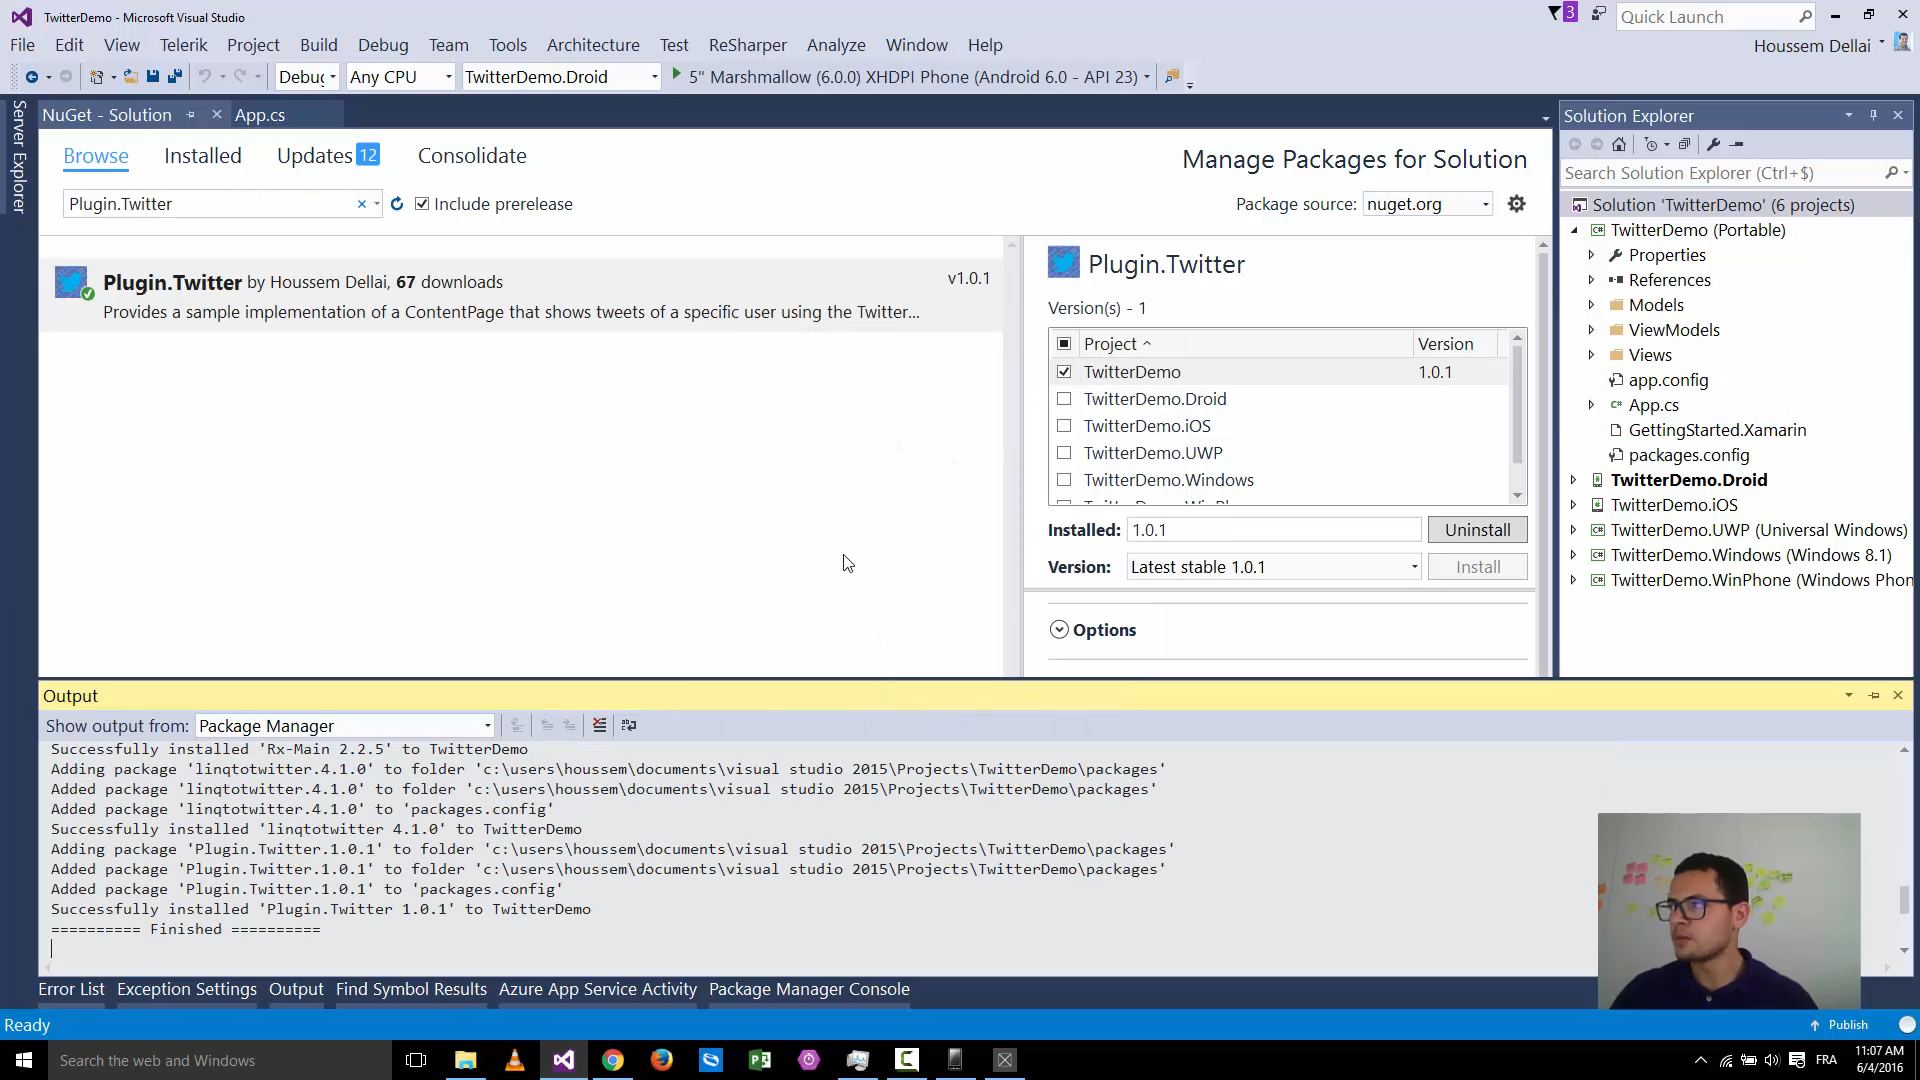 TwitterDemo - Microsoft Visual Studio
3
Quick Launch
File Edit View Telerik Project Build Debug Team Tools Architecture Test ReSharper Analyze Window Help
Houssem Dellai
Debug Any CPU TwitterDemo.Droid 5" Marshmallow (6.0.0) XHDPI Phone (Android 6.0 - API 23)
Server Explorer
NuGet - Solution App.cs
Browse Installed Updates 12 Consolidate
Manage Packages for Solution
Plugin.Twitter
Include prerelease
Package source: nuget.org
Plugin.Twitter by Houssem Dellai, 67 downloads
v1.0.1
Provides a sample implementation of a ContentPage that shows tweets of a specific user using the Twitter...
Plugin.Twitter
Version(s) - 1
Project Version
TwitterDemo 1.0.1
TwitterDemo.Droid
TwitterDemo.iOS
TwitterDemo.UWP
TwitterDemo.Windows
Installed: 1.0.1 Uninstall
Version: Latest stable 1.0.1 Install
Options
Solution Explorer
Search Solution Explorer (Ctrl+$)
Solution 'TwitterDemo' (6 projects)
TwitterDemo (Portable)
Properties
References
Models
ViewModels
Views
app.config
App.cs
GettingStarted.Xamarin
packages.config
TwitterDemo.Droid
TwitterDemo.iOS
TwitterDemo.UWP (Universal Windows)
TwitterDemo.Windows (Windows 8.1)
TwitterDemo.WinPhone (Windows Phon
Output
Show output from: Package Manager
Successfully installed 'Rx-Main 2.2.5' to TwitterDemo
Adding package 'linqtotwitter.4.1.0' to folder 'c:\users\houssem\documents\visual studio 2015\Projects\TwitterDemo\packages'
Added package 'linqtotwitter.4.1.0' to folder 'c:\users\houssem\documents\visual studio 2015\Projects\TwitterDemo\packages'
Added package 'linqtotwitter.4.1.0' to 'packages.config'
Successfully installed 'linqtotwitter 4.1.0' to TwitterDemo
Adding package 'Plugin.Twitter.1.0.1' to folder 'c:\users\houssem\documents\visual studio 2015\Projects\TwitterDemo\packages'
Added package 'Plugin.Twitter.1.0.1' to folder 'c:\users\houssem\documents\visual studio 2015\Projects\TwitterDemo\packages'
Added package 'Plugin.Twitter.1.0.1' to 'packages.config'
Successfully installed 'Plugin.Twitter 1.0.1' to TwitterDemo
========== Finished ==========
Error List Exception Settings Output Find Symbol Results Azure App Service Activity Package Manager Console
Ready
Publish
Search the web and Windows
FRA
11:07 AM
6/4/2016